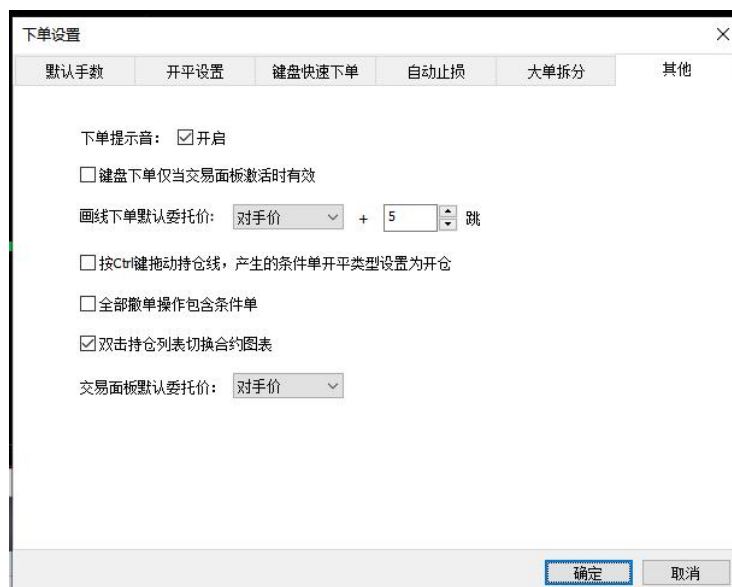 下单设置
默认手数 开平设置 键盘快速下单 自动止损 大单拆分 其他
下单提示音： 开启
键盘下单仅当交易面板激活时有效
画线下单默认委托价: 对手价 + 5 跳
按Ctrl键拖动持仓线，产生的条件单开平类型设置为开仓
全部撤单操作包含条件单
双击持仓列表切换合约图表
交易面板默认委托价： 对手价
确定 取消